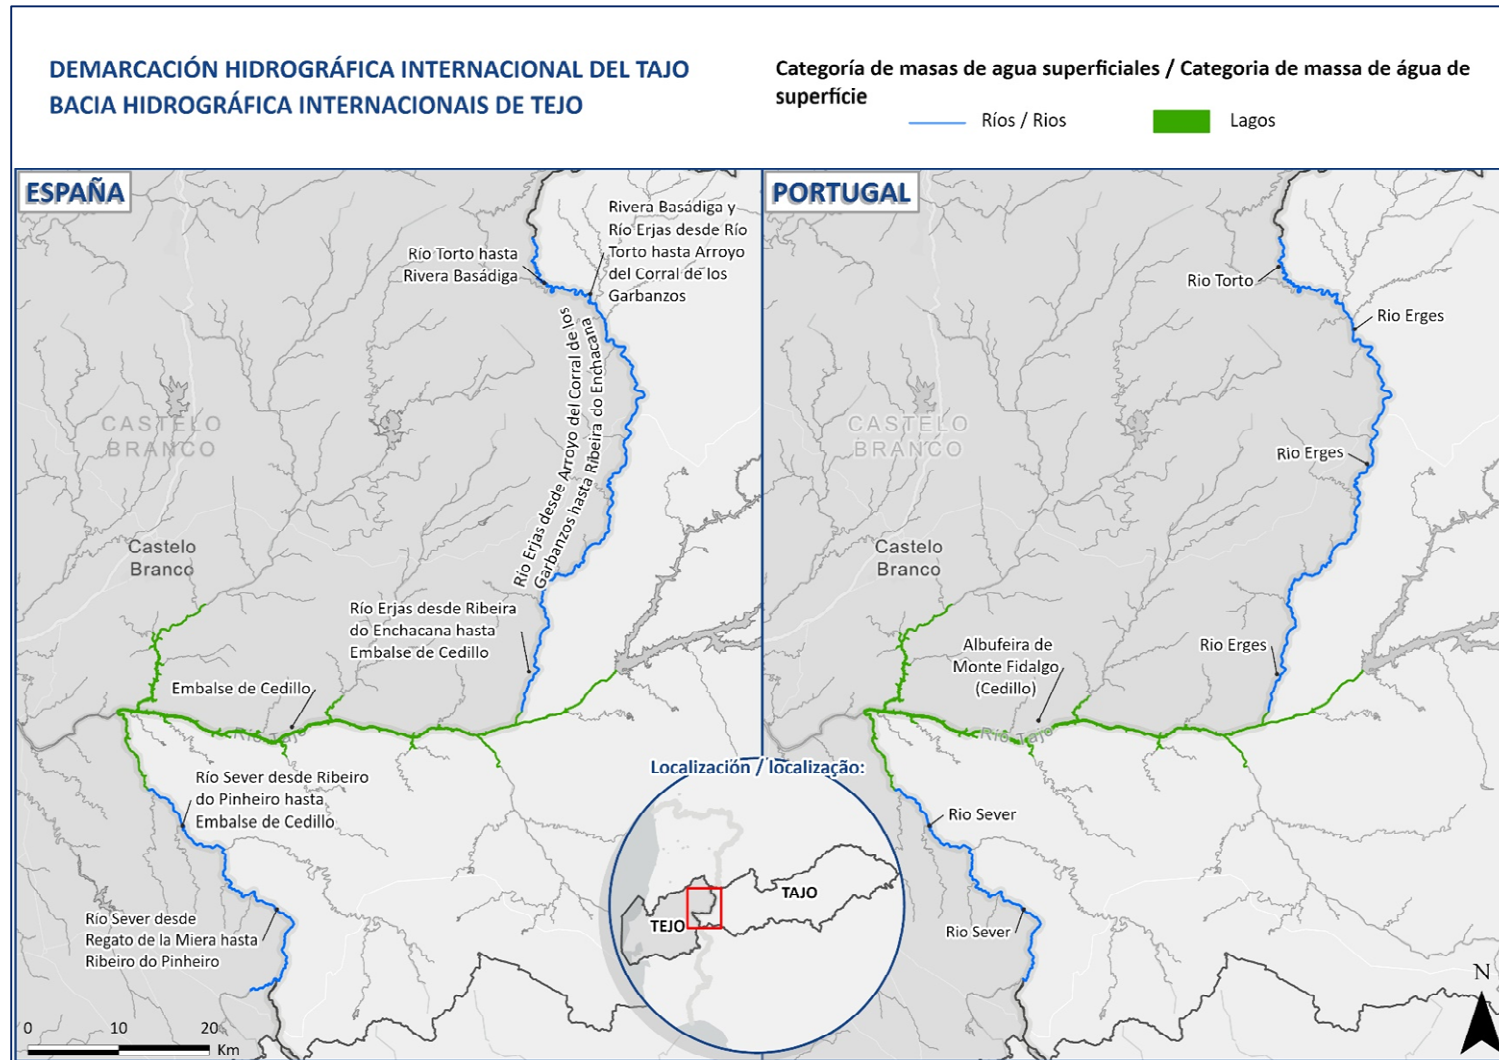 DEMARCACIÓN HIDROGRÁFICA INTERNACIONAL DEL TAJO
BACIA HIDROGRÁFICA INTERNACIONAIS DE TEJO
Categoría de masas de agua superficiales / Categoria de massa de água de
superfície
Ríos / Rios
Lagos
ESPAÑA
Rivera Basádiga y
Río Erjas desde Río
Torto hasta Arroyo
del Corral de los
Garbanzos
Río Torto hasta
Rivera Basádiga
Rio Erjas desde Arroyo del Corral de los
Garbanzos hasta Ribeira do Enchacana
CASTELO
BRANCO
Castelo
Branco
Río Erjas desde Ribeira
do Enchacana hasta
Embalse de Cedillo
Embalse de Cedillo
Río Tajo
Río Sever desde Ribeiro
do Pinheiro hasta
Embalse de Cedillo
Río Sever desde
Regato de la Miera hasta
Ribeiro do Pinheiro
0 10 20
Km
PORTUGAL
Rio Torto
Rio Erges
CASTELO
BRANCO
Rio Erges
Castelo
Branco
Albufeira de
Monte Fidalgo
(Cedillo)
Rio Erges
Río Tajo
Rio Sever
Rio Sever
Localización / localização:
TAJO
TEJO
N